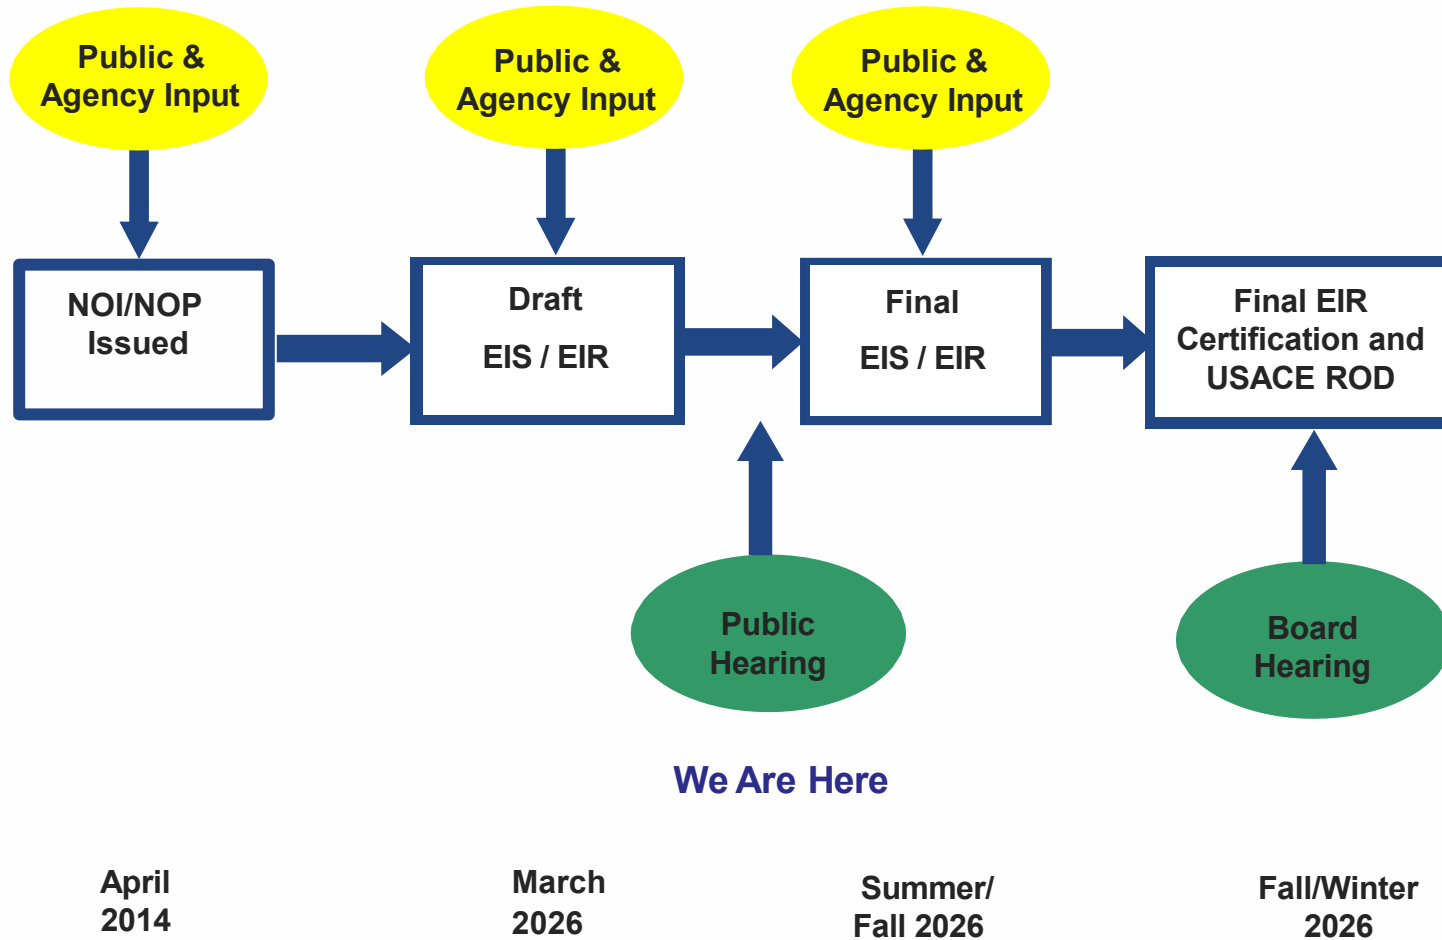 Public &
Agency Input
Public &
Agency Input
Public &
Agency Input
NOI/NOP
Issued
Draft
EIS / EIR
Final
EIS / EIR
Final EIR
Certification and
USACE ROD
Public
Hearing
Board
Hearing
We Are Here
April
2014
March
2026
Summer/
Fall 2026
Fall/Winter
2026